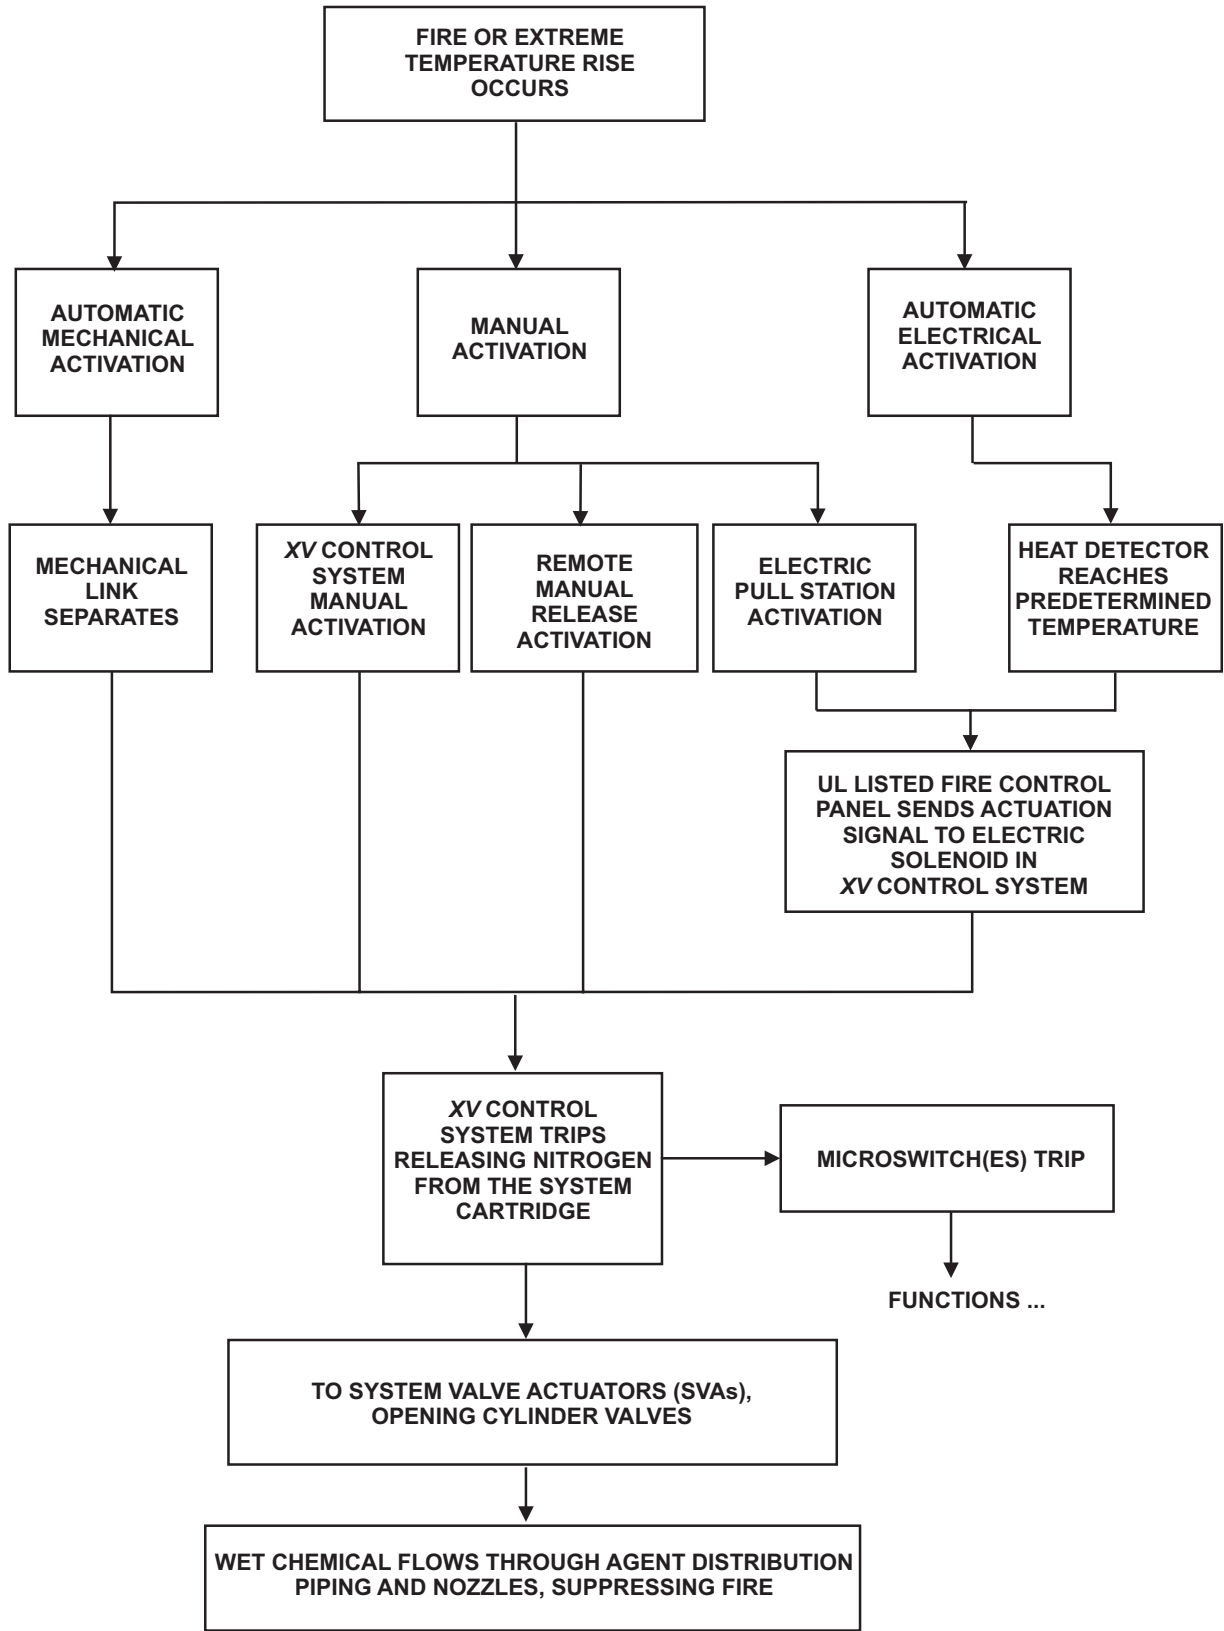 FIRE OR EXTREME
TEMPERATURE RISE
OCCURS
AUTOMATIC
MECHANICAL
ACTIVATION
MANUAL
ACTIVATION
AUTOMATIC
ELECTRICAL
ACTIVATION
MECHANICAL
LINK
SEPARATES
XV CONTROL
SYSTEM
MANUAL
ACTIVATION
REMOTE
MANUAL
RELEASE
ACTIVATION
ELECTRIC
PULL STATION
ACTIVATION
HEAT DETECTOR
REACHES
PREDETERMINED
TEMPERATURE
UL LISTED FIRE CONTROL
PANEL SENDS ACTUATION
SIGNAL TO ELECTRIC
SOLENOID IN
XV CONTROL SYSTEM
XV CONTROL
SYSTEM TRIPS
RELEASING NITROGEN
FROM THE SYSTEM
CARTRIDGE
MICROSWITCH(ES) TRIP
FUNCTIONS ...
TO SYSTEM VALVE ACTUATORS (SVAs),
OPENING CYLINDER VALVES
WET CHEMICAL FLOWS THROUGH AGENT DISTRIBUTION
PIPING AND NOZZLES, SUPPRESSING FIRE